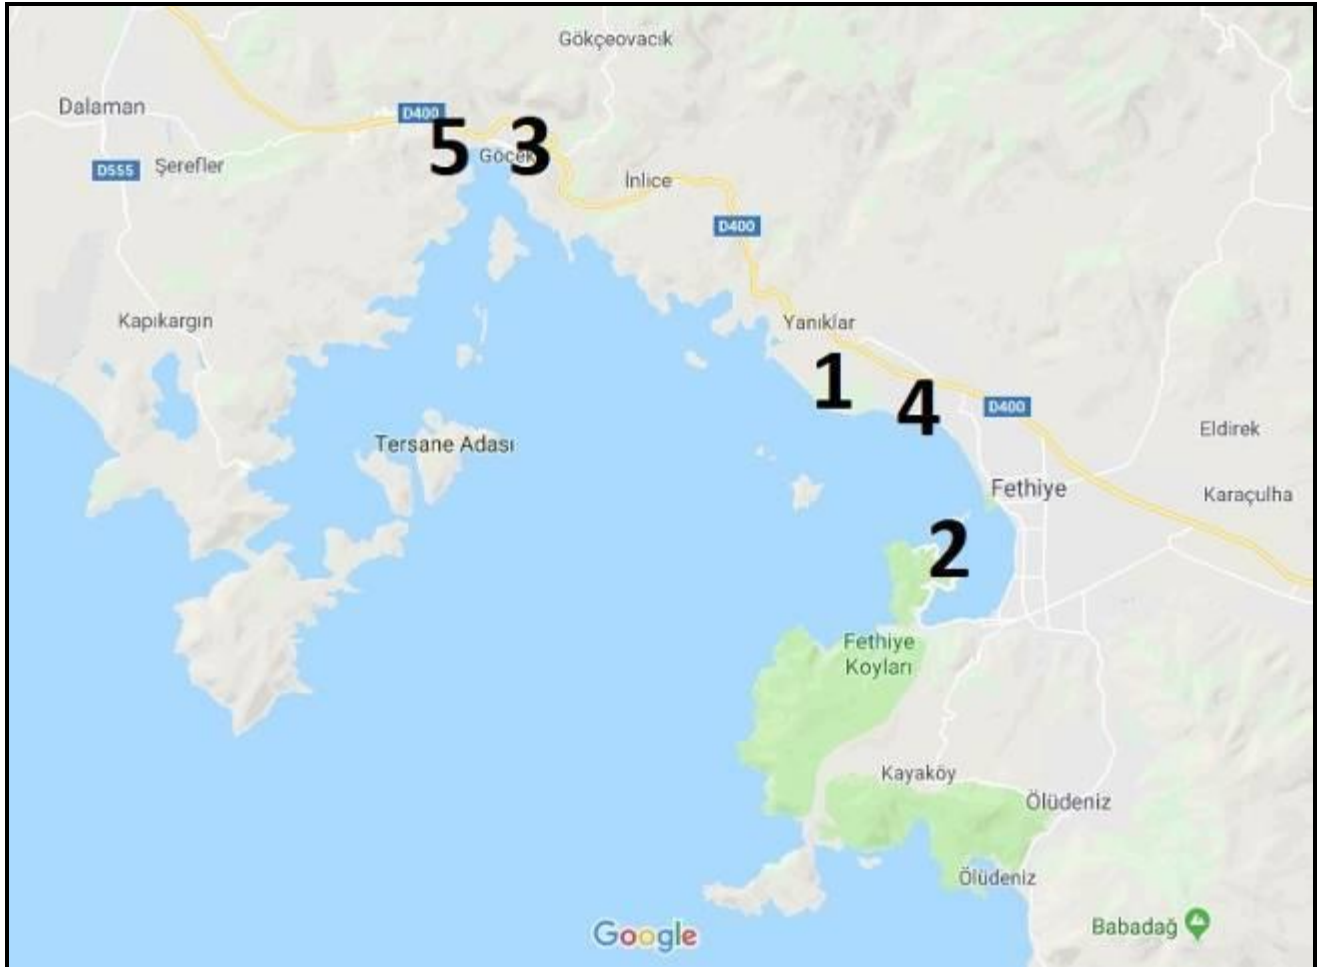 Gökçeovacık
Dalaman
D400
5
Göcek
3
D555
Şerefler
İnlice
D400
Kapıkargın
Yanıklar
1
4
D400
Eldirek
Tersane Adası
Fethiye
Karaçulha
2
Fethiye
Koyları
Kayaköy
Ölüdeniz
Ölüdeniz
Babadağ
Google